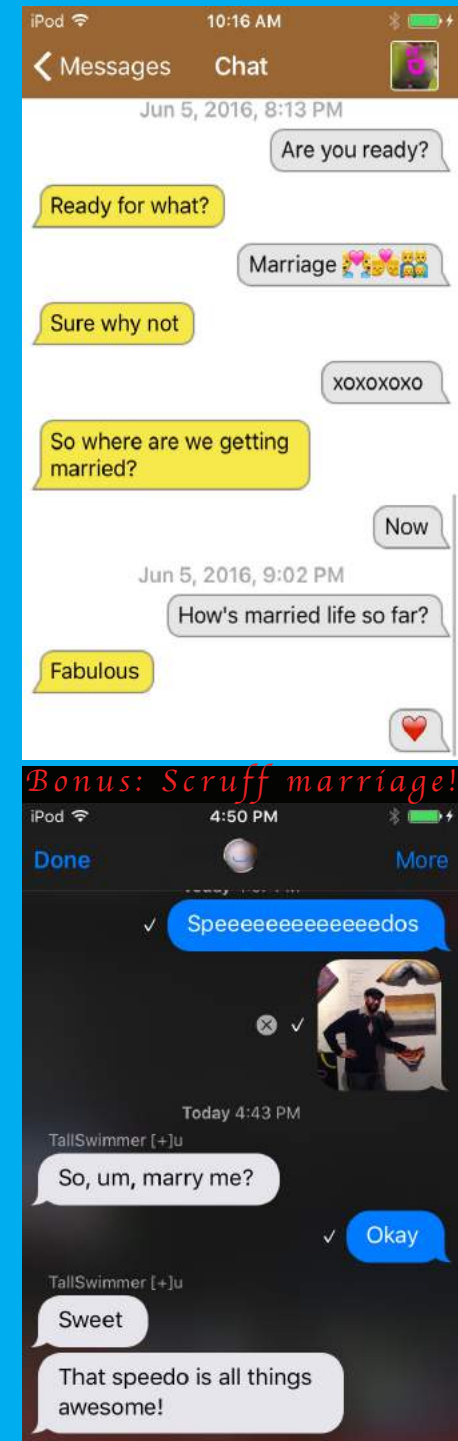 iPod 10:16 AM
Messages Chat
Jun 5, 2016, 8:13 PM
Are you ready?
Ready for what?
Marriage
Sure why not
xoxoxoxo
So where are we getting
married?
Now
Jun 5, 2016, 9:02 PM
How's married life so far?
Fabulous
❤️
Bonus: Scruff marriage!
iPod 4:50 PM
Done More
Today
Speeeeeeeeeeeeedos
Today 4:43 PM
TallSwimmer [+]u
So, um, marry me?
Okay
TallSwimmer [+]u
Sweet
That speedo is all things
awesome!